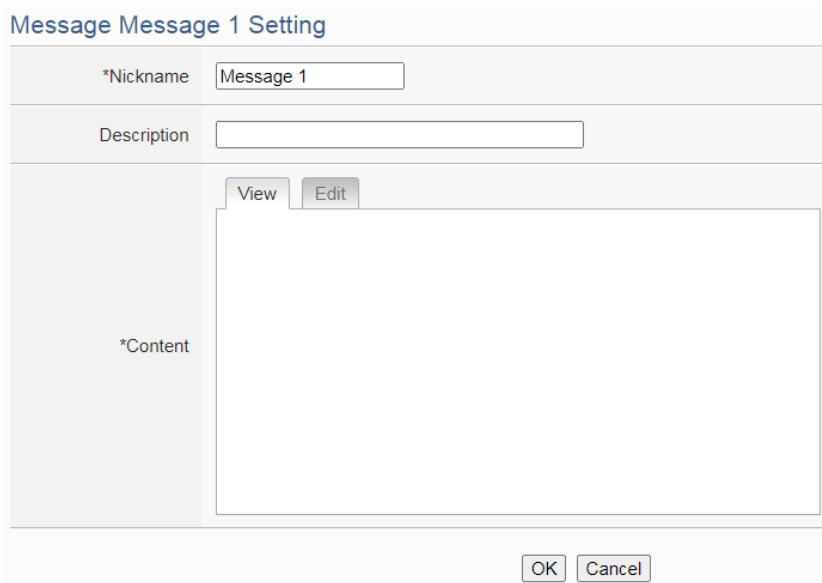 Message Message 1 Setting
*Nickname Message 1
Description
View Edit
*Content
OK Cancel